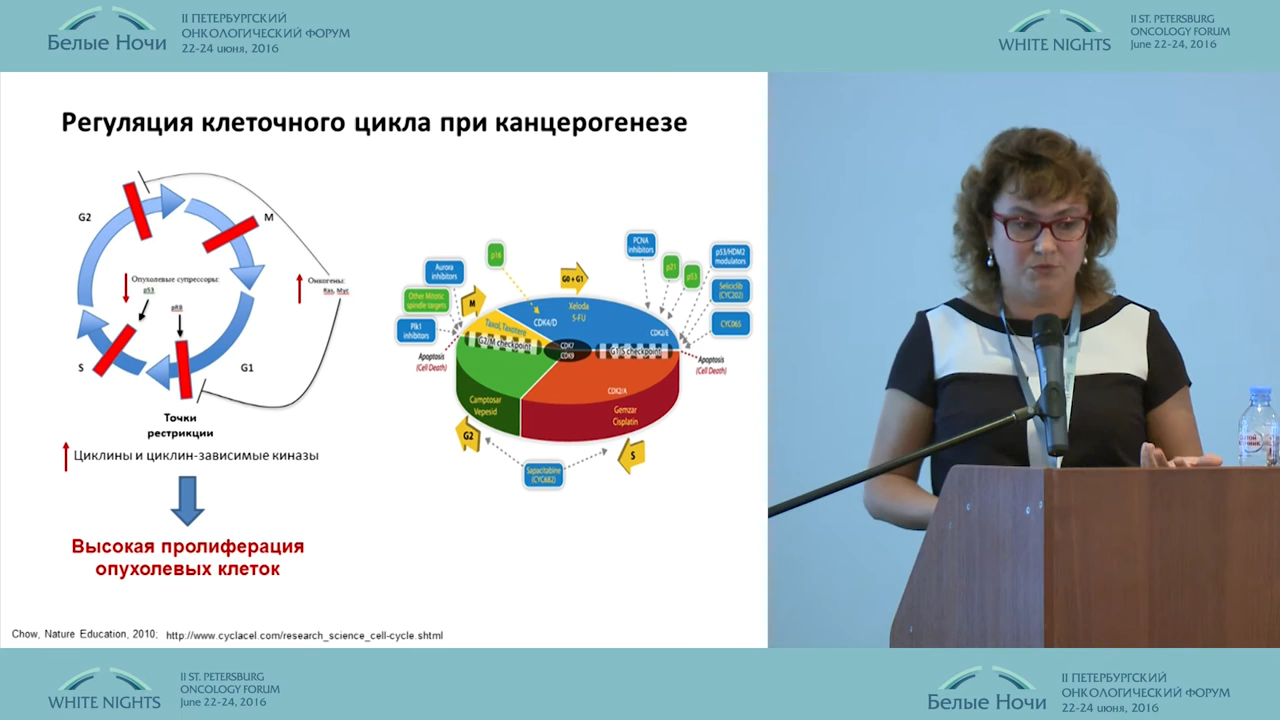 Белые Ночи
II ПЕТЕРБУРГСКИЙ
ОНКОЛОГИЧЕСКИЙ ФОРУМ
22-24 июня, 2016
WHITE NIGHTS
II ST. PETERSBURG
ONCOLOGY FORUM
June 22-24, 2016
Регуляция клеточного цикла при канцерогенезе
G2
M
Опухолевые супрессоры:
p53
pRB
Онкогены:
Ras, Myc
S
G1
Точки
рестрикции
Циклины и циклин-зависимые киназы
Высокая пролиферация
опухолевых клеток
p16
Aurora
inhibitors
Other Mitotic
spindle targets
Plk1
inhibitors
Apoptosis
(Cell Death)
M
G0 + G1
PCNA
inhibitors
p21
p53
p53/HDM2
modulators
Seliciclib
(CYC202)
CYC065
Apoptosis
(Cell Death)
Xeloda
5-FU
CDK4/D
CDK2/E
Taxol, Taxotere
G2/M checkpoint
CDK7
CDK9
G1/S checkpoint
CDK2/A
Camptosar
Vepesid
Gemzar
Cisplatin
G2
S
Sapacitabine
(CYC682)
Chow, Nature Education, 2010; http://www.cyclacel.com/research_science_cell-cycle.shtml
WHITE NIGHTS
II ST. PETERSBURG
ONCOLOGY FORUM
June 22-24, 2016
Белые Ночи
II ПЕТЕРБУРГСКИЙ
ОНКОЛОГИЧЕСКИЙ ФОРУМ
22-24 июня, 2016